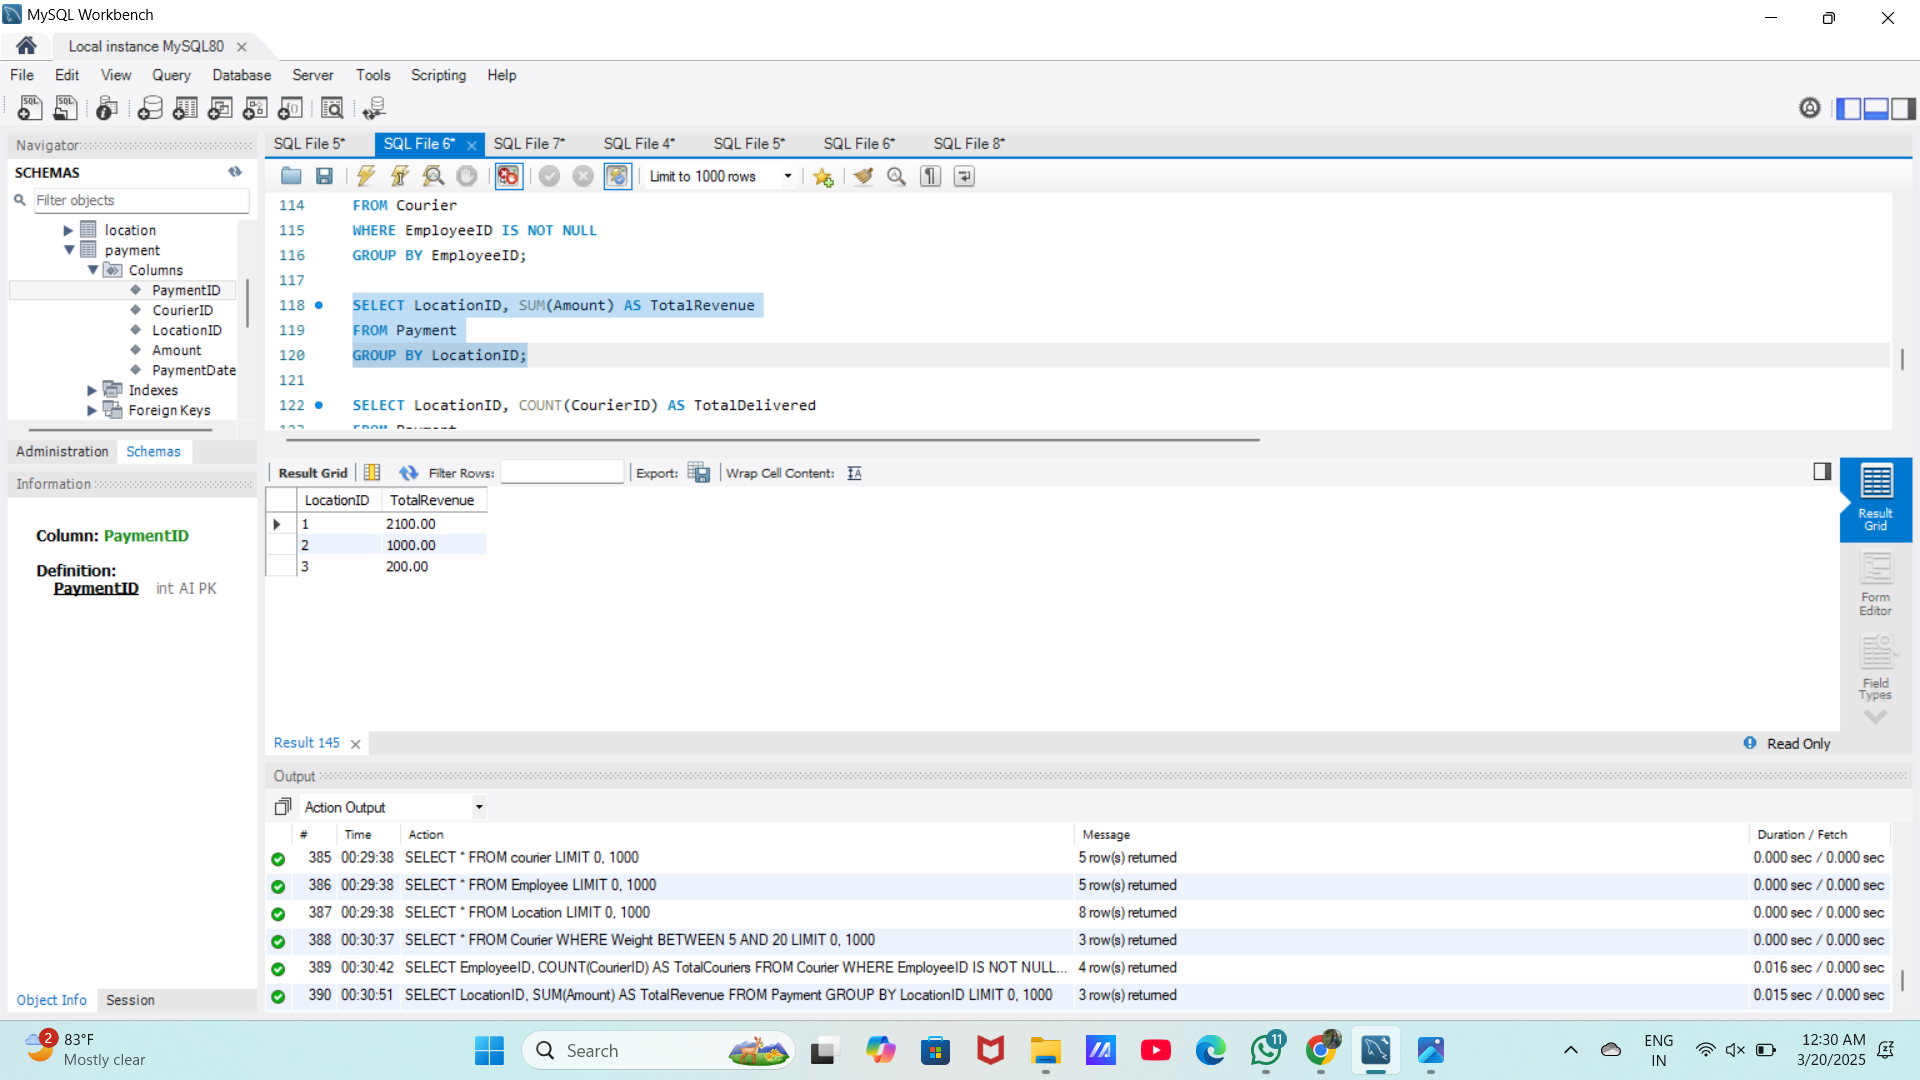 MySQL Workbench
Local instance MySQL80
File Edit View Query Database Server Tools Scripting Help
Navigator
SCHEMAS
Filter objects
location
payment
Columns
PaymentID
CourierID
LocationID
Amount
PaymentDate
Indexes
Foreign Keys
Administration Schemas
Information
Column: PaymentID
Definition:
PaymentID int AI PK
Object Info Session
SQL File 5* SQL File 6* SQL File 7* SQL File 4* SQL File 5* SQL File 6* SQL File 8*
Limit to 1000 rows
114 FROM Courier
115 WHERE EmployeeID IS NOT NULL
116 GROUP BY EmployeeID;
117
118 SELECT LocationID, SUM(Amount) AS TotalRevenue
119 FROM Payment
120 GROUP BY LocationID;
121
122 SELECT LocationID, COUNT(CourierID) AS TotalDelivered
Result Grid Filter Rows: Export: Wrap Cell Content:
LocationID TotalRevenue
1 2100.00
2 1000.00
3 200.00
Result Grid
Form Editor
Field Types
Result 145
Read Only
Output
Action Output
# Time Action Message Duration / Fetch
385 00:29:38 SELECT * FROM courier LIMIT 0, 1000 5 row(s) returned 0.000 sec / 0.000 sec
386 00:29:38 SELECT * FROM Employee LIMIT 0, 1000 5 row(s) returned 0.000 sec / 0.000 sec
387 00:29:38 SELECT * FROM Location LIMIT 0, 1000 8 row(s) returned 0.000 sec / 0.000 sec
388 00:30:37 SELECT * FROM Courier WHERE Weight BETWEEN 5 AND 20 LIMIT 0, 1000 3 row(s) returned 0.000 sec / 0.000 sec
389 00:30:42 SELECT EmployeeID, COUNT(CourierID) AS TotalCouriers FROM Courier WHERE EmployeeID IS NOT NULL... 4 row(s) returned 0.016 sec / 0.000 sec
390 00:30:51 SELECT LocationID, SUM(Amount) AS TotalRevenue FROM Payment GROUP BY LocationID LIMIT 0, 1000 3 row(s) returned 0.015 sec / 0.000 sec
2
83°F
Mostly clear
Search
11
ENG
IN
12:30 AM
3/20/2025